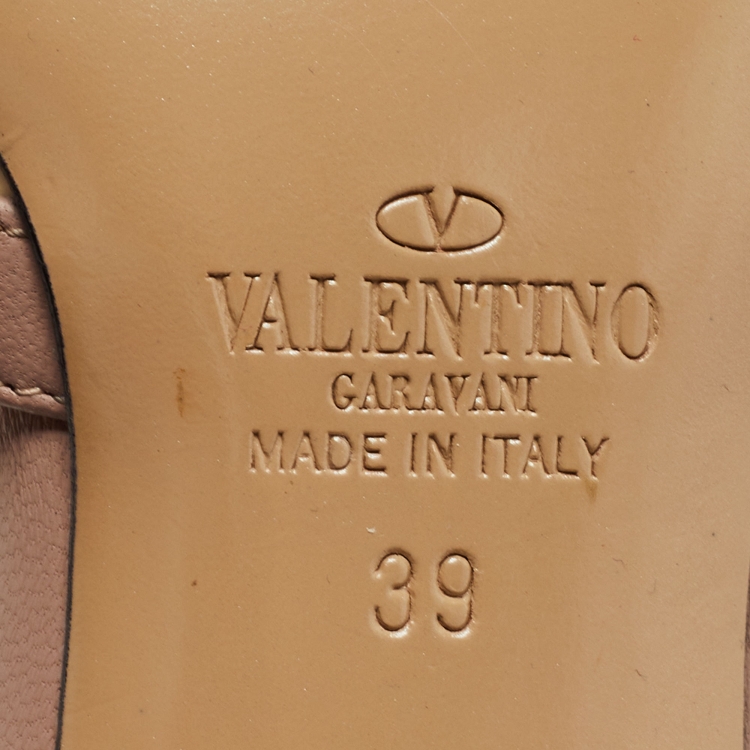 V
VALENTINO
GARAVANI
MADE IN ITALY
39